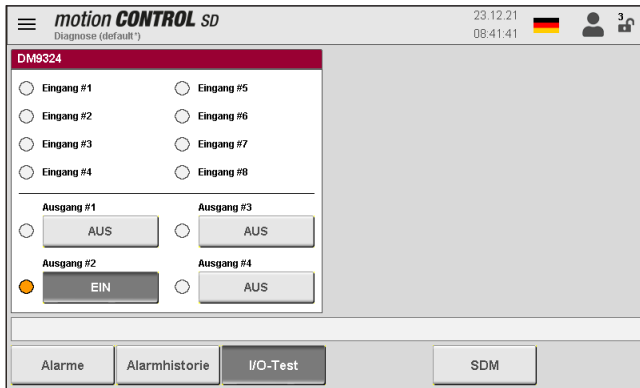 motion CONTROL SD
Diagnose (default*)
23.12.21
08:41:41
3
DM9324
Eingang #1
Eingang #5
Eingang #2
Eingang #6
Eingang #3
Eingang #7
Eingang #4
Eingang #8
Ausgang #1
Ausgang #3
AUS
AUS
Ausgang #2
Ausgang #4
EIN
AUS
Alarme
Alarmhistorie
I/O-Test
SDM